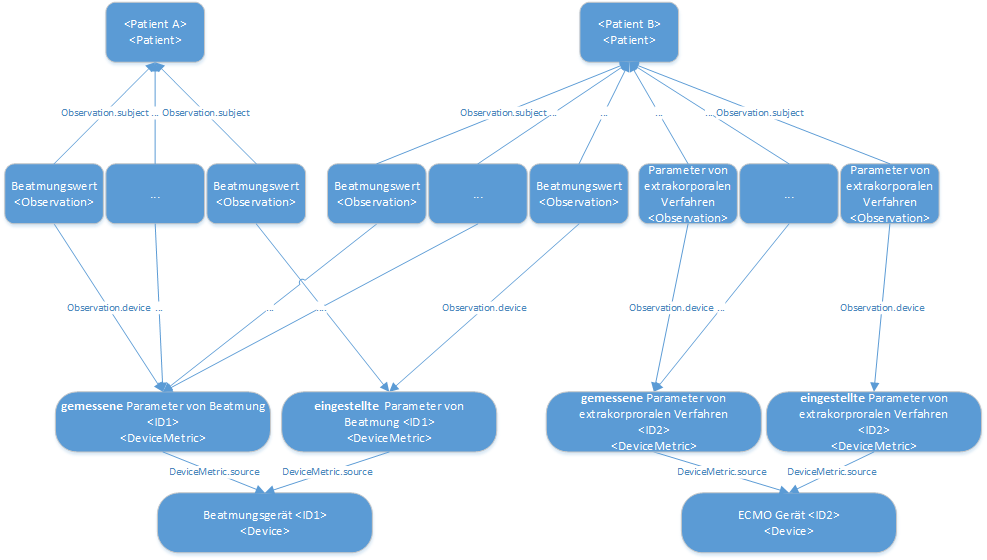 <Patient A>
<Patient>
<Patient B>
<Patient>
Observation.subject ... Observation.subject
Observation.subject ... ... ... ... Observation.subject
Beatmungswert
<Observation>
...
Beatmungswert
<Observation>
Beatmungswert
<Observation>
...
Beatmungswert
<Observation>
Parameter von
extrakorporalen
Verfahren
<Observation>
...
Parameter von
extrakorporalen
Verfahren
<Observation>
Observation.device ...
... ....
Observation.device
Observation.device ...
Observation.device
gemessene Parameter von Beatmung
<ID1>
<DeviceMetric>
eingestellte Parameter von
Beatmung <ID1>
<DeviceMetric>
gemessene Parameter von
extrakorproralen Verfahren
<ID2>
<DeviceMetric>
eingestellte Parameter von
extrakorproralen Verfahren
<ID2>
<DeviceMetric>
DeviceMetric.source
DeviceMetric.source
DeviceMetric.source
DeviceMetric.source
Beatmungsgerät <ID1>
<Device>
ECMO Gerät <ID2>
<Device>